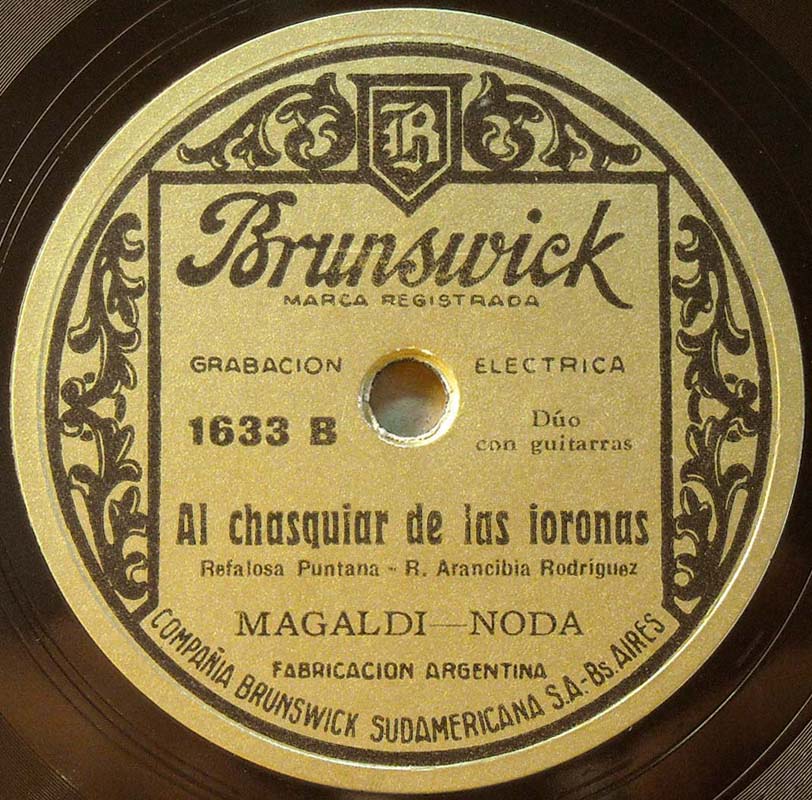 B
Brunswick
MARCA REGISTRADA
GRABACION ELECTRICA
1633 B
Dúo
con guitarras
Al chasquiar de las ioronas
Refalosa Puntana - R. Arancibia Rodríguez
MAGALDI—NODA
FABRICACION ARGENTINA
COMPAÑIA BRUNSWICK SUDAMERICANA S.A-Bs. AIRES